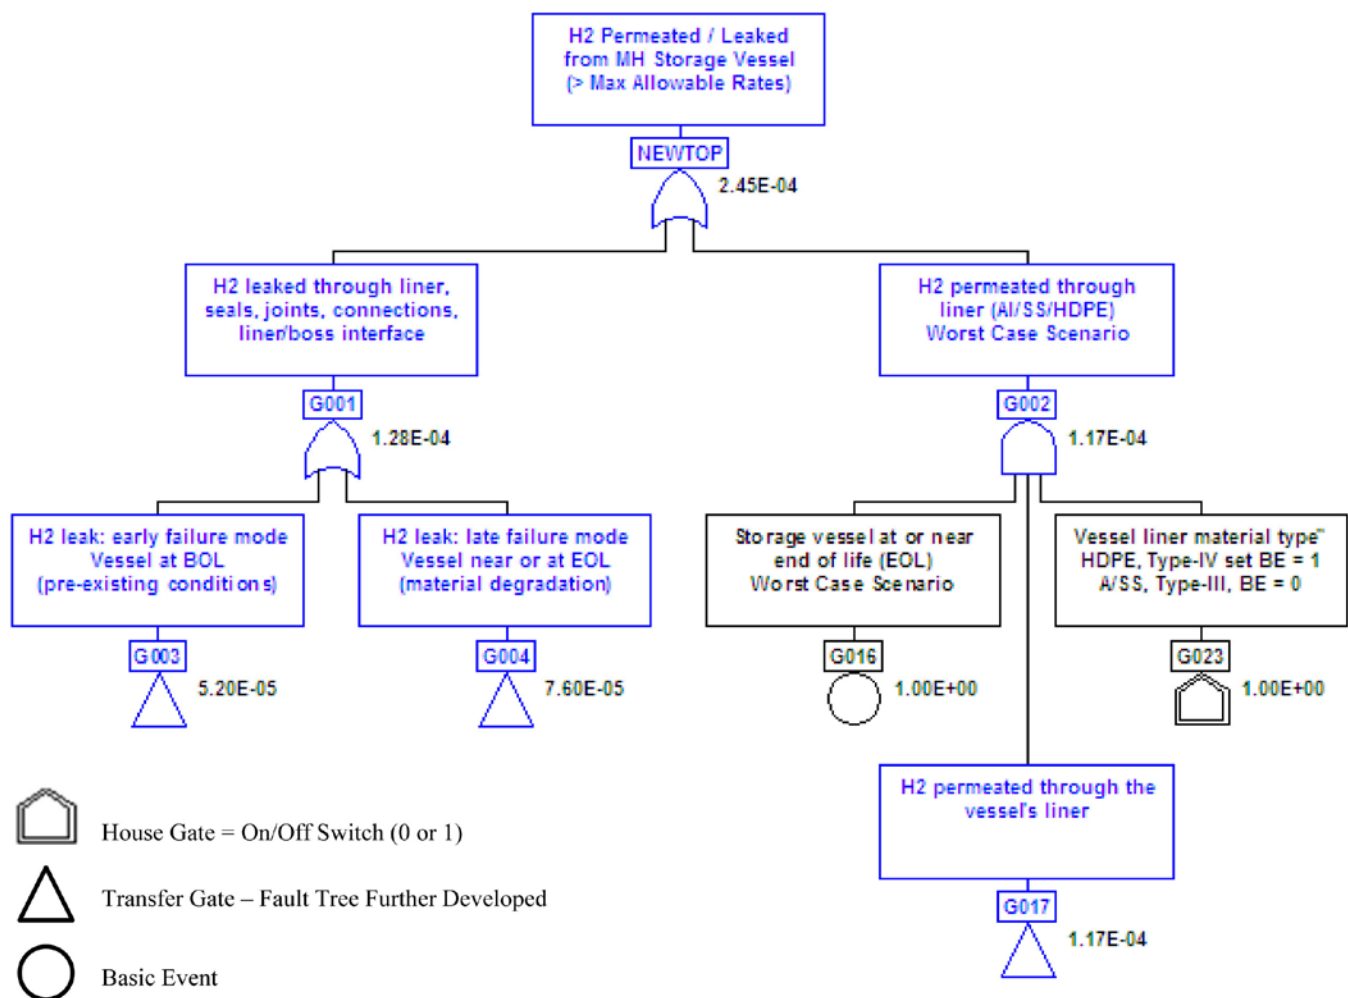 H2 Permeated / Leaked
from MH Storage Vessel
(> Max Allowable Rates)
NEWTOP
2.45E-04
H2 leaked through liner,
seals, joints, connections,
liner/boss interface
G001
1.28E-04
H2 permeated through
liner (Al/SS/HDPE)
Worst Case Scenario
G002
1.17E-04
H2 leak: early failure mode
Vessel at BOL
(pre-existing conditions)
G003
5.20E-05
H2 leak: late failure mode
Vessel near or at EOL
(material degradation)
G004
7.60E-05
Storage vessel at or near
end of life (EOL)
Worst Case Scenario
G016
1.00E+00
Vessel liner material type"
HDPE, Type-IV set BE = 1
A/SS, Type-III, BE = 0
G023
1.00E+00
H2 permeated through the
vessel's liner
G017
1.17E-04
House Gate = On/Off Switch (0 or 1)
Transfer Gate – Fault Tree Further Developed
Basic Event